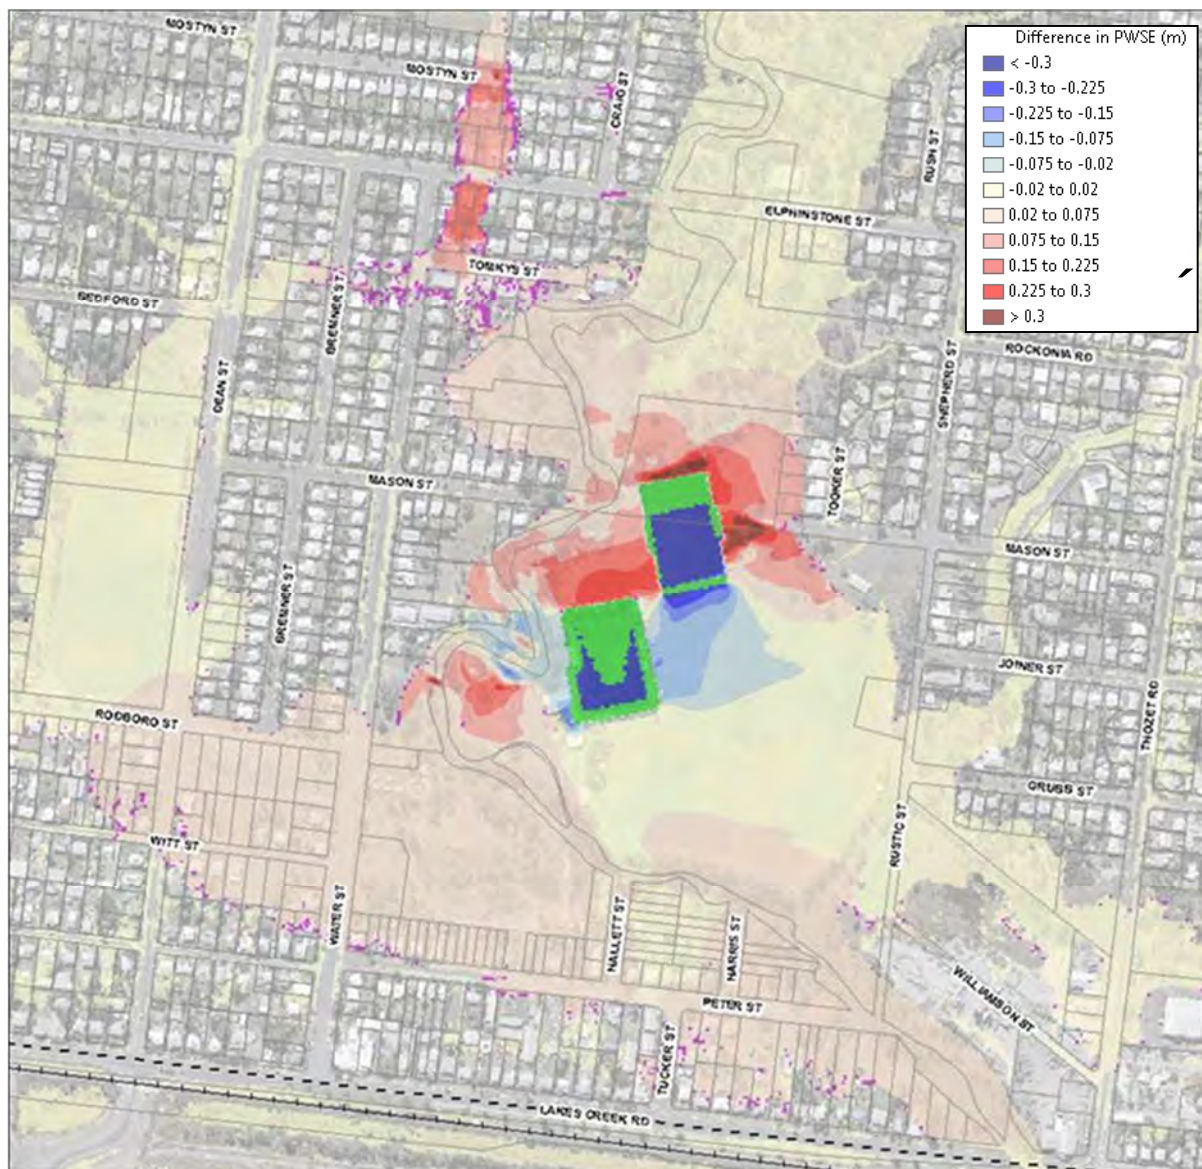 MOSTYN ST
Difference in PWSE (m)
< -0.3
-0.3 to -0.225
-0.225 to -0.15
-0.15 to -0.075
-0.075 to -0.02
-0.02 to 0.02
0.02 to 0.075
0.075 to 0.15
0.15 to 0.225
0.225 to 0.3
> 0.3
MOSTYN ST
CRAIG ST
RUSH ST
ELPHINSTONE ST
TOMKYS ST
BEDFORD ST
BREMNER ST
ROCKONIA RD
DEAN ST
SHEPHERD ST
MASON ST
TOOKER ST
MASON ST
BREMNER ST
JOINER ST
THOZET RD
RODBORO ST
GRUBB ST
RUSTIC ST
WITT ST
WATER ST
HALLETT ST
HARRIS ST
WILLIAMSON ST
PETER ST
TUCKER ST
LAKES CREEK RD